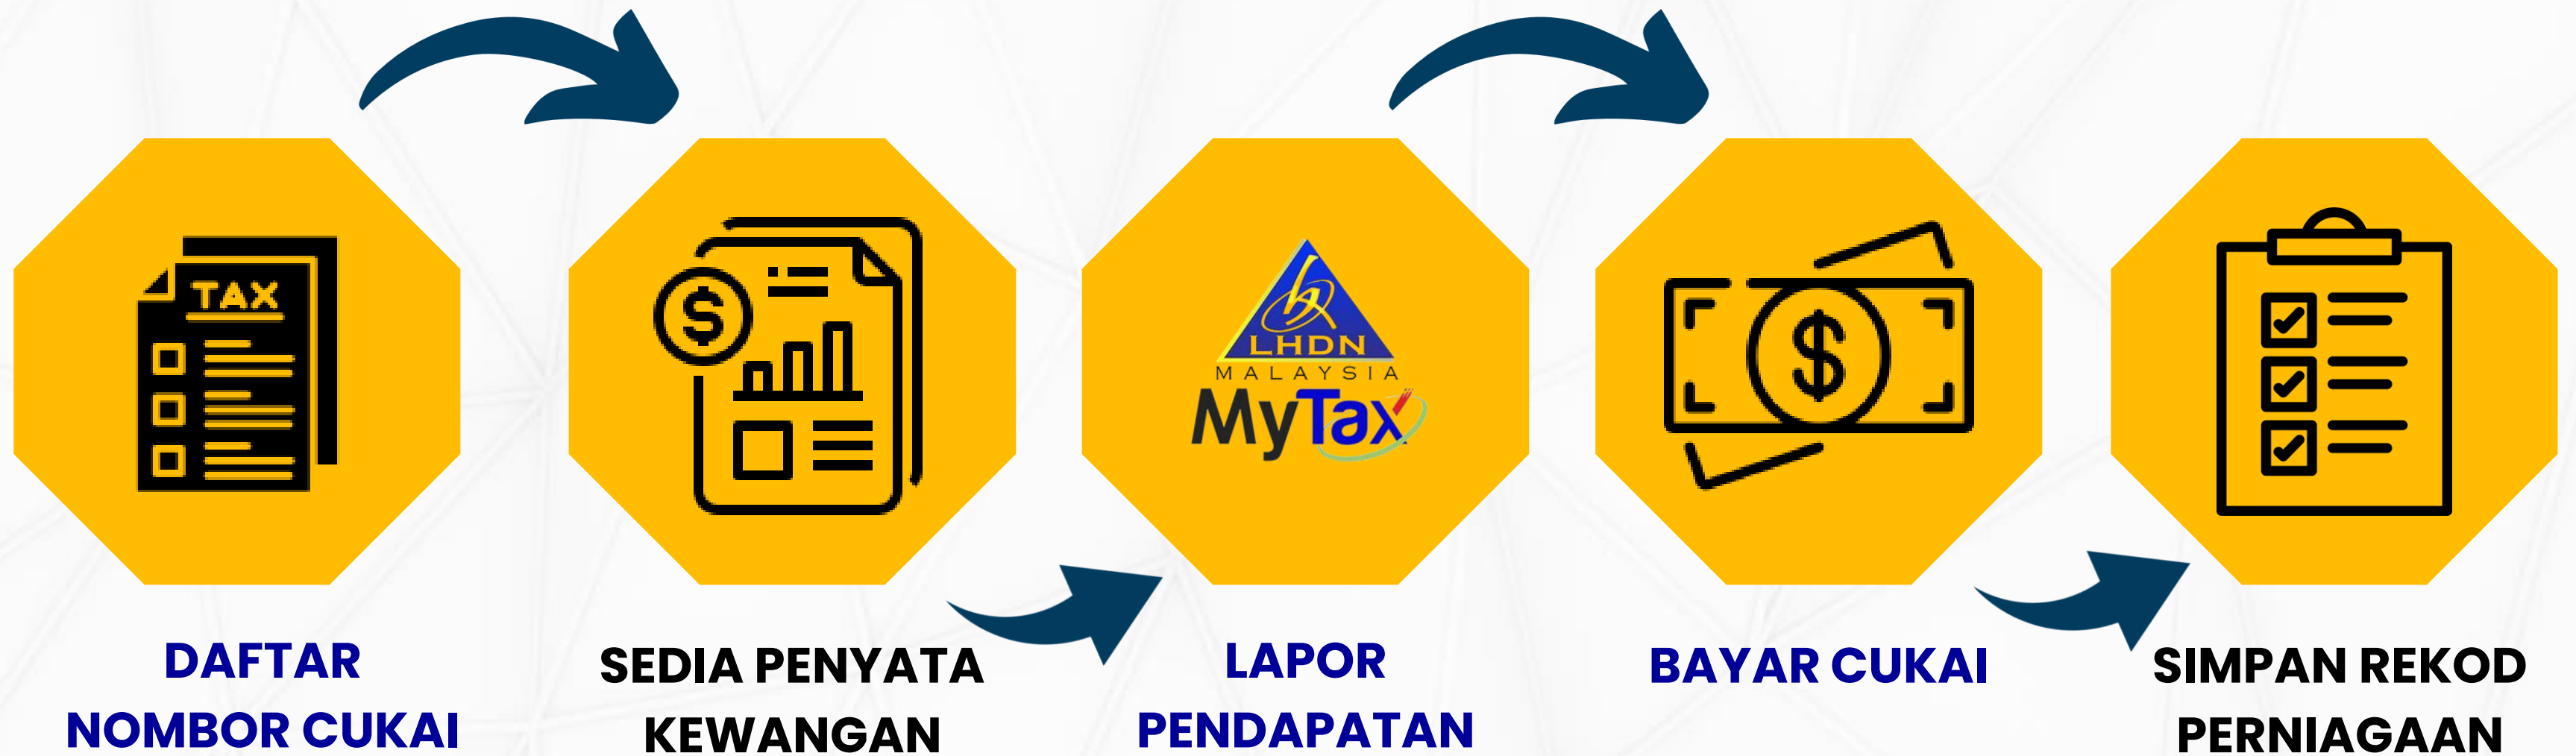 TAX
$
LHDN
MALAYSIA
MyTax
$
DAFTAR
NOMBOR CUKAI
SEDIA PENYATA
KEWANGAN
LAPOR
PENDAPATAN
BAYAR CUKAI
SIMPAN REKOD
PERNIAGAAN